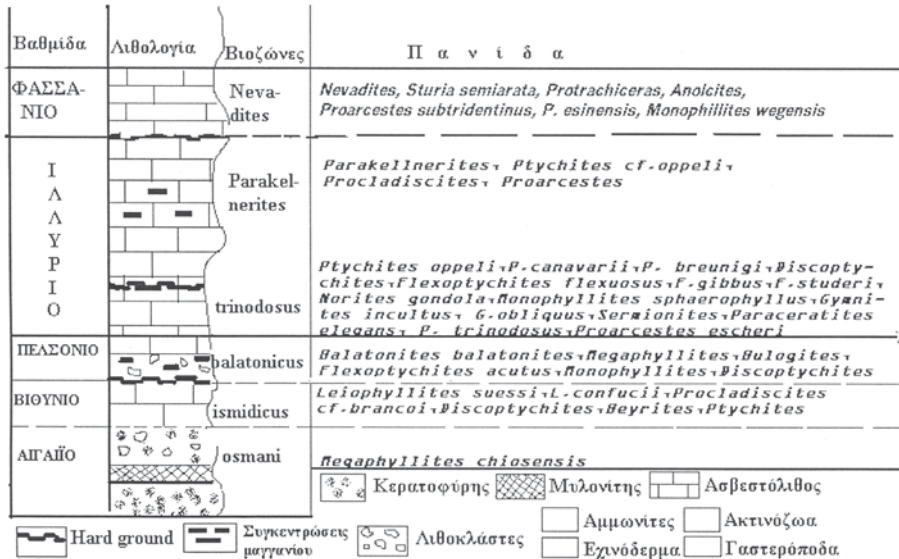 Βαθμίδα Λιθολογία Βιοζώνες Π α ν ί δ α
ΦΑΣΣΑ-
ΝΙΟ
Neva-
dites
Nevadites, Sturia semiarata, Protrachiceras, Anolcites,
Proarcestes subtridentinus, P. esinensis, Monophillites wegensis
Ι
Λ
Λ
Υ
Ρ
Ι
Ο
Parakel-
nerites
Parakellnerites, Ptychites cf.oppeli,
Procladiscites, Proarcestes
trinodosus
Ptychites oppeli,P.canavarii,P. breunigi,Discopty-
chites,Flexoptychites flexuosus,F.gibbus,F.studeri,
Norites gondola,Monophyllites sphaerophyllus,Gymni-
tes incultus, G.obliquus,Sermionites,Paraceratites
elegans, P. trinodosus,Proarcestes escheri
ΠΕΛΣΟΝΙΟ
balatonicus
Balatonites balatonites,Megaphyllites,Bulogites,
Flexoptychites acutus,Monophyllites,Discoptychites
ΒΙΘΥΝΙΟ
ismidicus
Leiophyllites suessi,L.confucii,Procladiscites
cf.brancoi,Discoptychites,Beyrites,Ptychites
ΑΙΓΑΙΪΟ
osmani
Megaphyllites chiosensis
Κερατοφύρης Μυλονίτης Ασβεστόλιθος
Hard ground Συγκεντρώσεις
μαγγανίου
Λιθοκλάστες
Αμμωνίτες Ακτινόζωα
Εχινόδερμα Γαστερόποδα